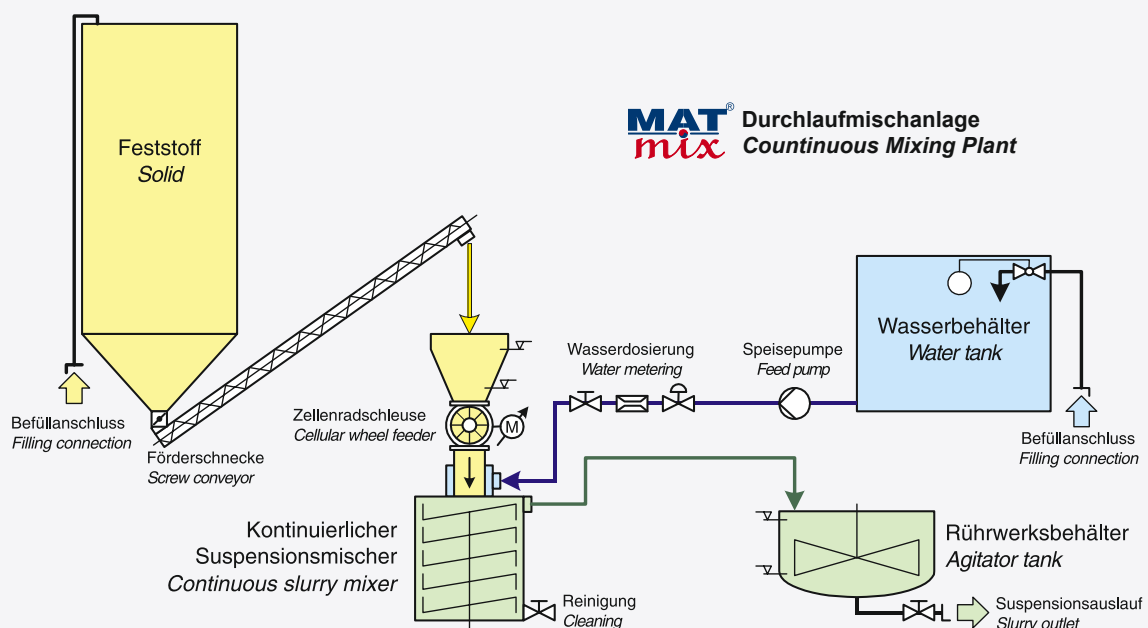 MAT®
mix
Durchlaufmischanlage
Countinuous Mixing Plant
Feststoff
Solid
Wasserbehälter
Water tank
Wasserdosierung
Water metering
Speisepumpe
Feed pump
Befüllanschluss
Filling connection
Zellenradschleuse
Cellular wheel feeder
M
Befüllanschluss
Filling connection
Förderschnecke
Screw conveyor
Kontinuierlicher
Suspensionsmischer
Continuous slurry mixer
Rührwerksbehälter
Agitator tank
Reinigung
Cleaning
Suspensionsauslauf
Slurry outlet